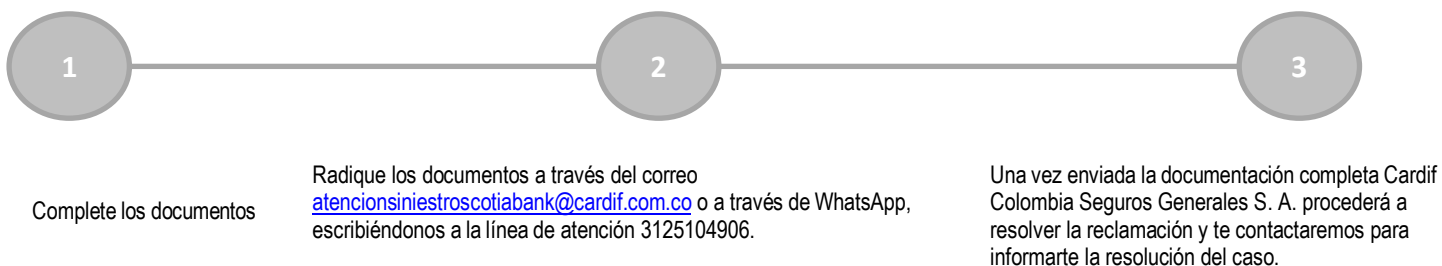 1
2
3
Complete los documentos
Radique los documentos a través del correo
atencionsiniestroscotiabank@cardif.com.co o a través de WhatsApp,
escribiéndonos a la línea de atención 3125104906.
Una vez enviada la documentación completa Cardif
Colombia Seguros Generales S. A. procederá a
resolver la reclamación y te contactaremos para
informarte la resolución del caso.